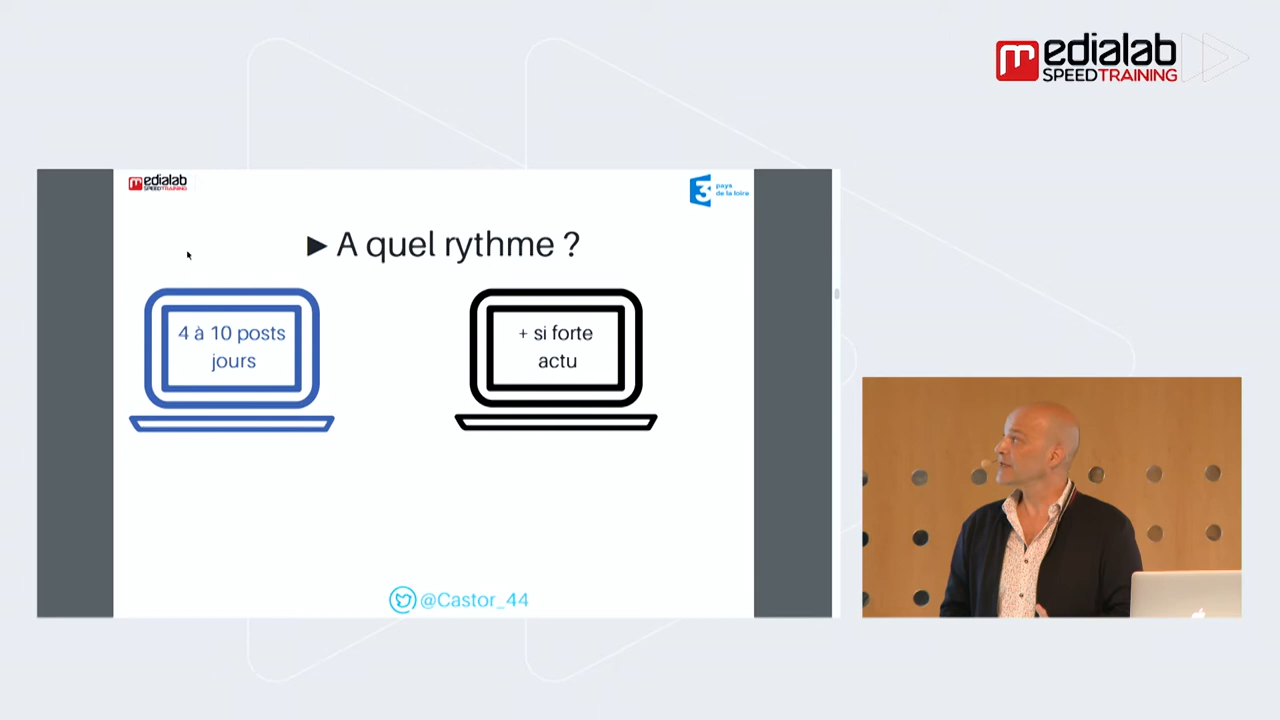 medialab
SPEEDTRAINING
medialab
SPEEDTRAINING
3 pays
de la loire
► A quel rythme ?
4 à 10 posts
jours
+ si forte
actu
@Castor_44